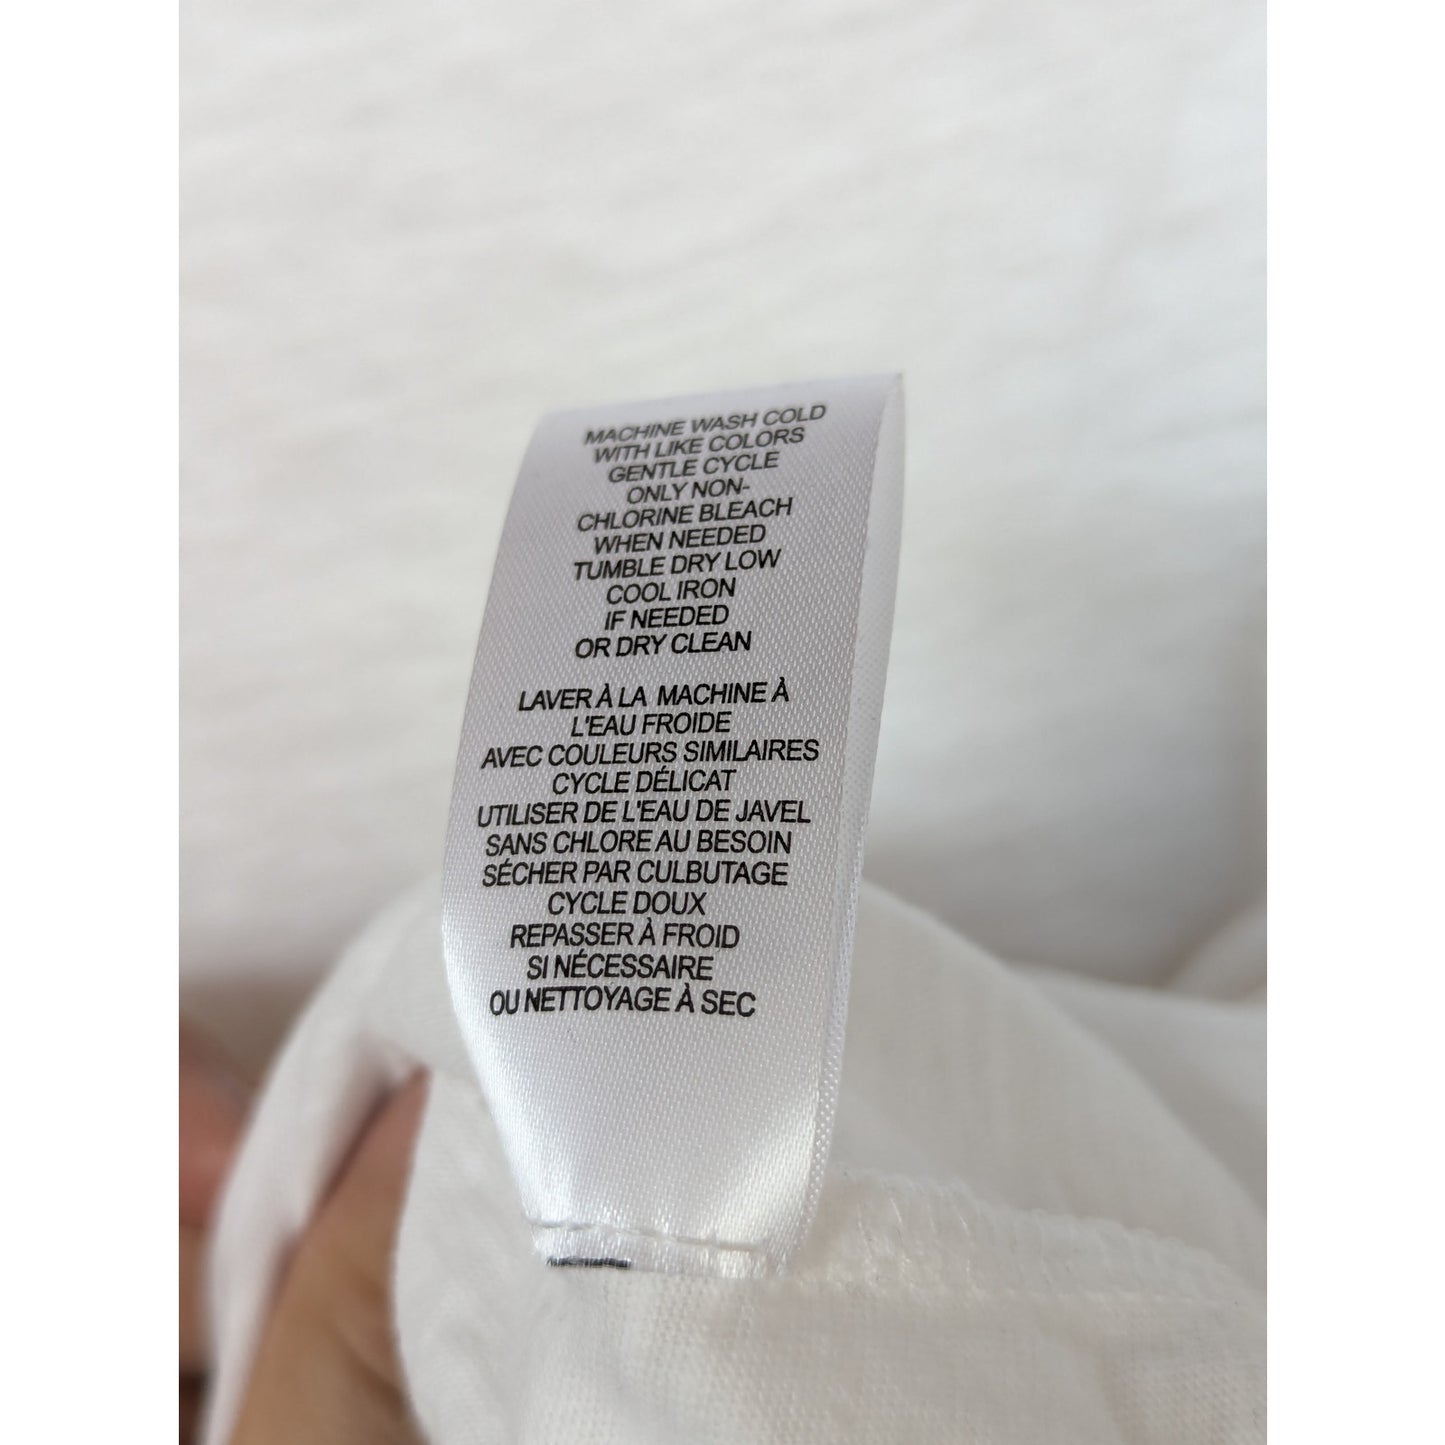 MACHINE WASH COLD
WITH LIKE COLORS
GENTLE CYCLE
ONLY NON-
CHLORINE BLEACH
WHEN NEEDED
TUMBLE DRY LOW
COOL IRON
IF NEEDED
OR DRY CLEAN
LAVER À LA MACHINE À
L'EAU FROIDE
AVEC COULEURS SIMILAIRES
CYCLE DÉLICAT
UTILISER DE L'EAU DE JAVEL
SANS CHLORE AU BESOIN
SÉCHER PAR CULBUTAGE
CYCLE DOUX
REPASSER À FROID
SI NÉCESSAIRE
OU NETTOYAGE À SEC